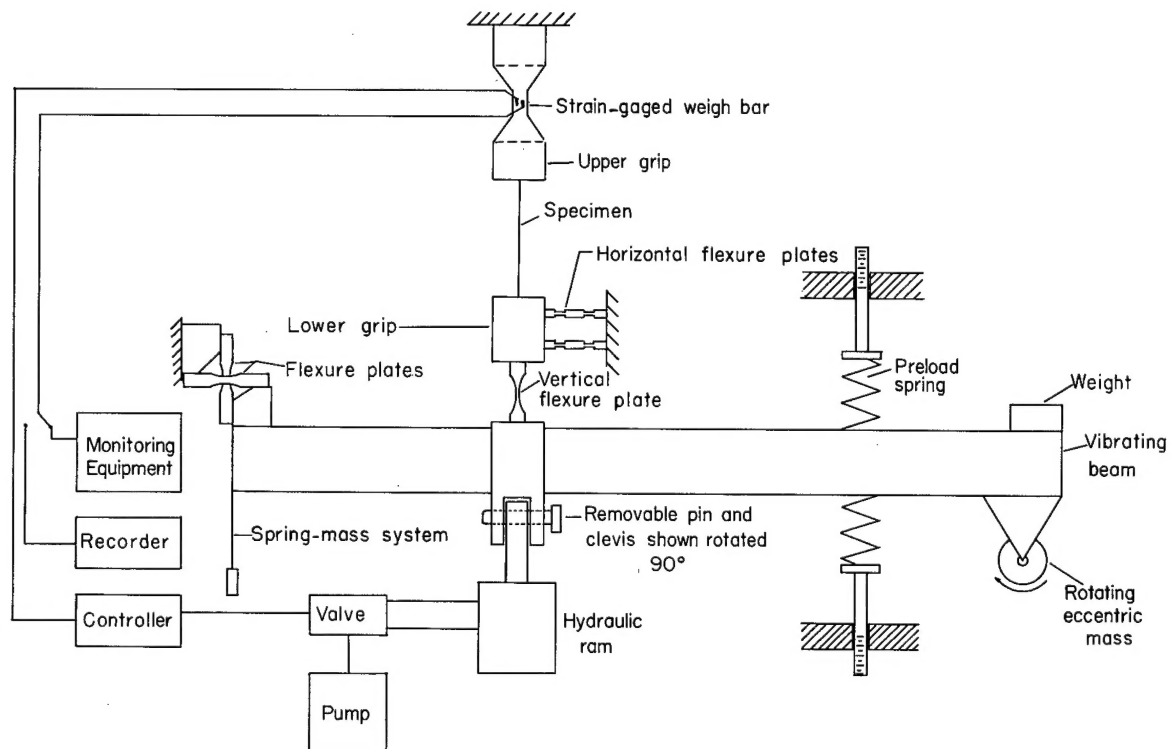 Strain-gaged weigh bar
Upper grip
Specimen
Horizontal flexure plates
Lower grip
Flexure plates
Vertical
flexure plate
Preload
spring
Weight
Vibrating
beam
Monitoring
Equipment
Spring-mass system
Removable pin and
clevis shown rotated
90°
Recorder
Rotating
eccentric
mass
Controller
Valve
Hydraulic
ram
Pump